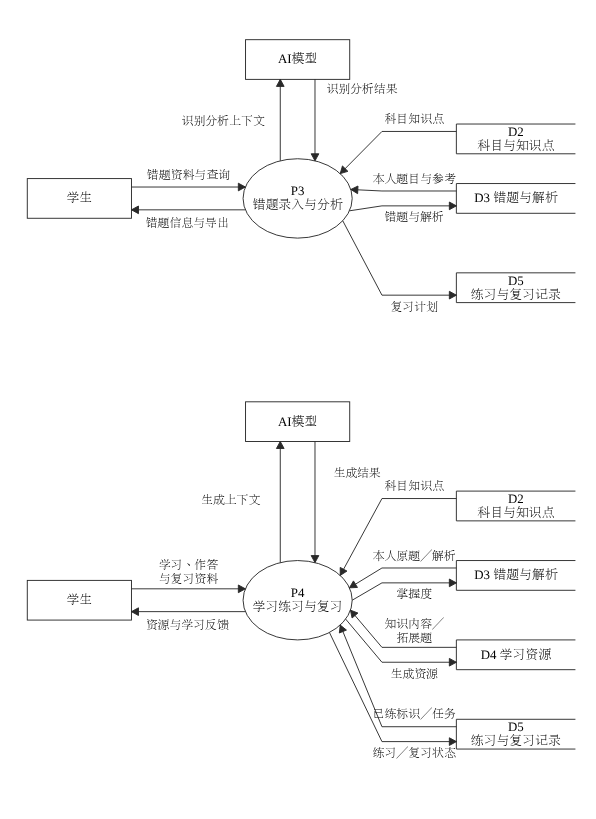 AI模型
识别分析结果
识别分析上下文
科目知识点
D2
科目与知识点
错题资料与查询
学生
错题信息与导出
P3
错题录入与分析
本人题目与参考
D3 错题与解析
错题与解析
D5
练习与复习记录
复习计划
AI模型
生成结果
生成上下文
科目知识点
D2
科目与知识点
学习、作答
与复习资料
学生
资源与学习反馈
P4
学习练习与复习
本人原题／解析
D3 错题与解析
掌握度
知识内容／
拓展题
D4 学习资源
生成资源
已练标识／任务
D5
练习与复习记录
练习／复习状态